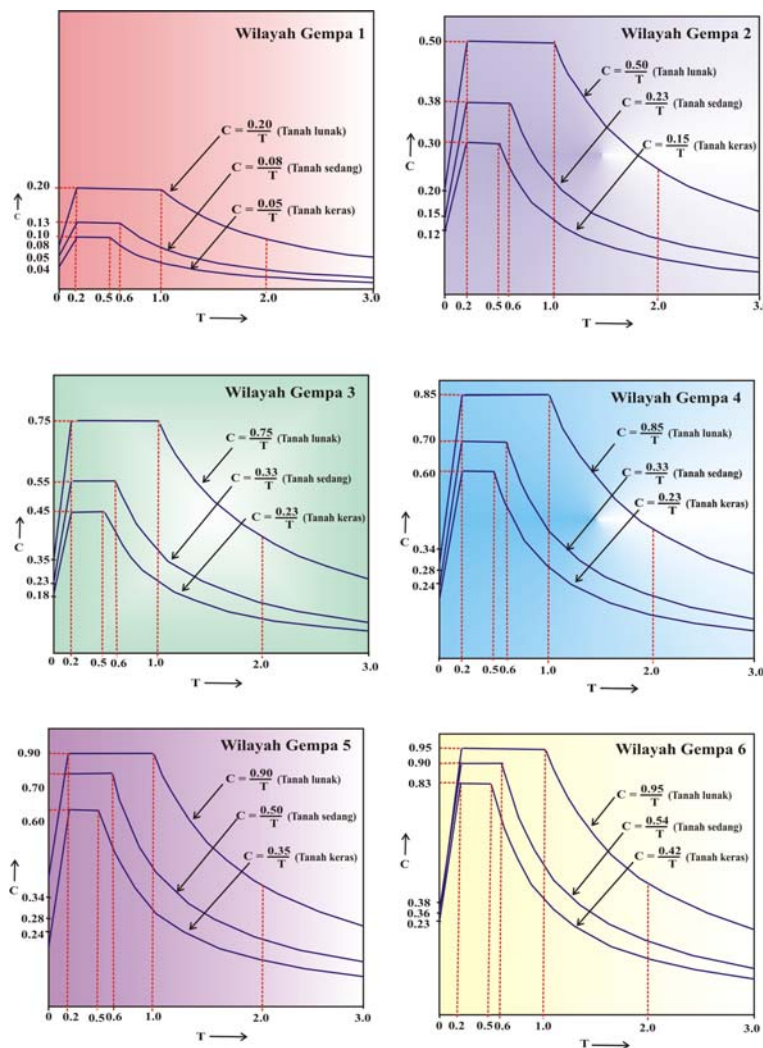 Wilayah Gempa 1
C = 0.20/T (Tanah lunak)
C = 0.08/T (Tanah sedang)
C = 0.05/T (Tanah keras)
C
0.20
0.13
0.10
0.08
0.05
0.04
0 0.2 0.5 0.6 1.0 2.0 3.0
T
Wilayah Gempa 2
C = 0.50/T (Tanah lunak)
C = 0.23/T (Tanah sedang)
C = 0.15/T (Tanah keras)
C
0.50
0.38
0.30
0.20
0.15
0.12
0 0.2 0.5 0.6 1.0 2.0 3.0
T
Wilayah Gempa 3
C = 0.75/T (Tanah lunak)
C = 0.33/T (Tanah sedang)
C = 0.23/T (Tanah keras)
C
0.75
0.55
0.45
0.35
0.23
0.18
0 0.2 0.5 0.6 1.0 2.0 3.0
T
Wilayah Gempa 4
C = 0.85/T (Tanah lunak)
C = 0.33/T (Tanah sedang)
C = 0.23/T (Tanah keras)
C
0.85
0.70
0.60
0.34
0.28
0.24
0 0.2 0.5 0.6 1.0 2.0 3.0
T
Wilayah Gempa 5
C = 0.90/T (Tanah lunak)
C = 0.50/T (Tanah sedang)
C = 0.35/T (Tanah keras)
C
0.90
0.70
0.60
0.34
0.28
0.24
0 0.2 0.5 0.6 1.0 2.0 3.0
T
Wilayah Gempa 6
C = 0.95/T (Tanah lunak)
C = 0.54/T (Tanah sedang)
C = 0.42/T (Tanah keras)
C
0.95
0.90
0.83
0.38
0.36
0.23
0 0.2 0.5 0.6 1.0 2.0 3.0
T